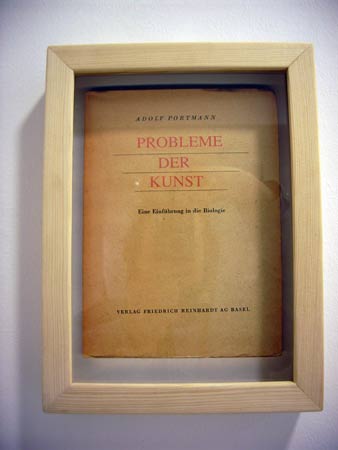 ADOLF PORTMANN
PROBLEME
DER
KUNST
Eine Einführung in die Biologie
VERLAG FRIEDRICH REINHARDT AG BASEL